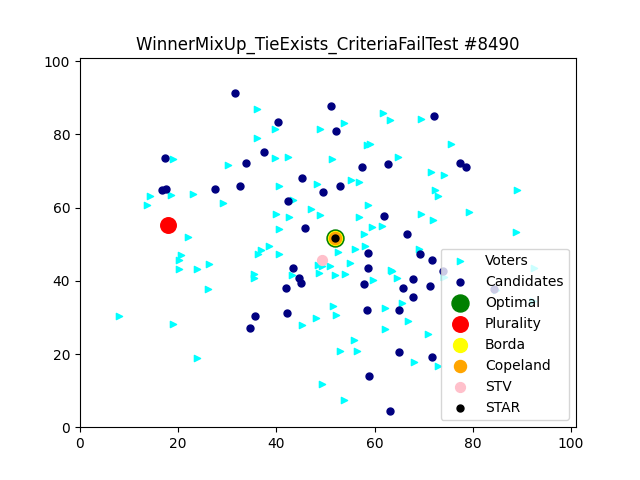 WinnerMixUp_TieExists_CriteriaFailTest #8490
100
80
60
40
20
0
0
20
40
60
80
100
Voters
Candidates
Optimal
Plurality
Borda
Copeland
STV
STAR